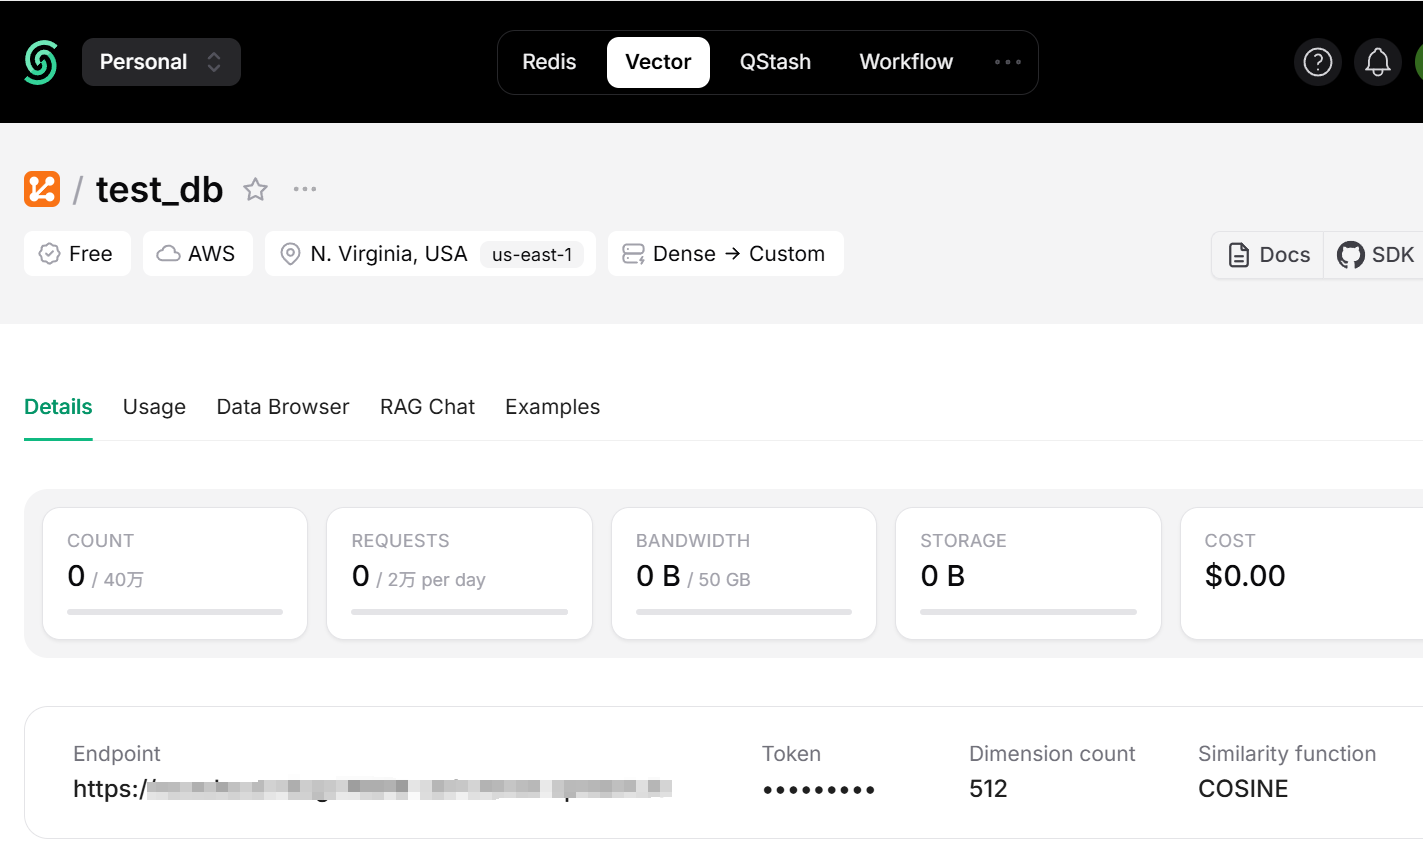 Personal Redis Vector QStash Workflow
/ test_db
Free AWS N. Virginia, USA us-east-1 Dense → Custom Docs SDK
Details Usage Data Browser RAG Chat Examples
COUNT REQUESTS BANDWIDTH STORAGE COST
0 / 40万 0 / 2万 per day 0 B / 50 GB 0 B $0.00
Endpoint Token Dimension count Similarity function
https:/ ••••••••• 512 COSINE